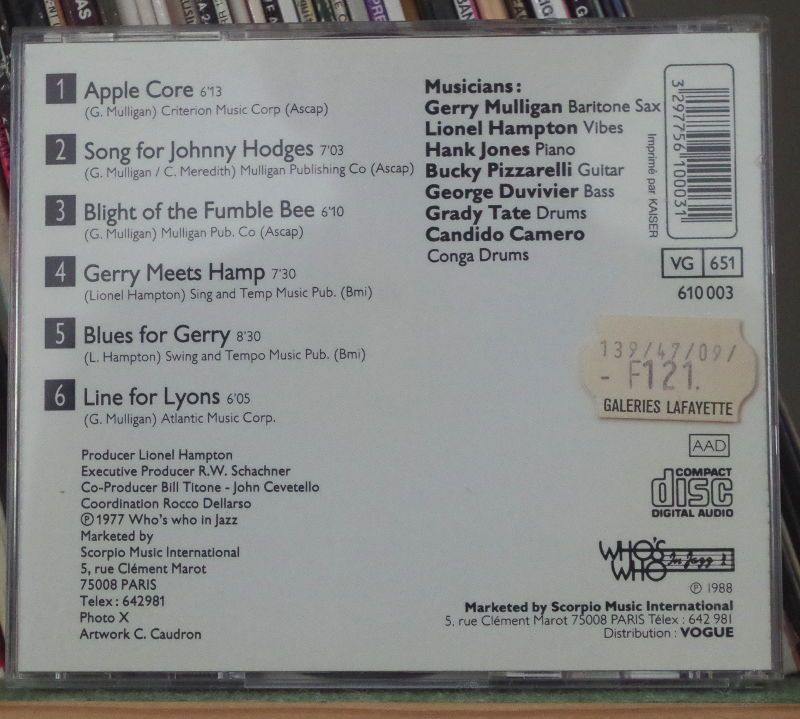 1 Apple Core 6'13
(G. Mulligan) Criterion Music Corp (Ascap)
2 Song for Johnny Hodges 7'03
(G. Mulligan / C. Meredith) Mulligan Publishing Co (Ascap)
3 Blight of the Fumble Bee 6'10
(G. Mulligan) Mulligan Pub. Co (Ascap)
4 Gerry Meets Hamp 7'30
(Lionel Hampton) Sing and Temp Music Pub. (Bmi)
5 Blues for Gerry 8'30
(L. Hampton) Swing and Tempo Music Pub. (Bmi)
6 Line for Lyons 6'05
(G. Mulligan) Atlantic Music Corp.
Producer Lionel Hampton
Executive Producer R.W. Schachner
Co-Producer Bill Titone - John Cevetello
Coordination Rocco Dellarso
℗ 1977 Who's who in Jazz
Marketed by
Scorpio Music International
5, rue Clément Marot
75008 PARIS
Telex : 642981
Photo X
Artwork C. Caudron
Musicians :
Gerry Mulligan Baritone Sax
Lionel Hampton Vibes
Hank Jones Piano
Bucky Pizzarelli Guitar
George Duvivier Bass
Grady Tate Drums
Candido Camero
Conga Drums
Imprimé par KAISER
3 297756 100031
VG 651
610 003
139/47/09/
- F121.
GALERIES LAFAYETTE
AAD
COMPACT
disc
DIGITAL AUDIO
WHO'S
WHO In Jazz
℗ 1988
Marketed by Scorpio Music International
5, rue Clément Marot 75008 PARIS Télex : 642 981
Distribution : VOGUE